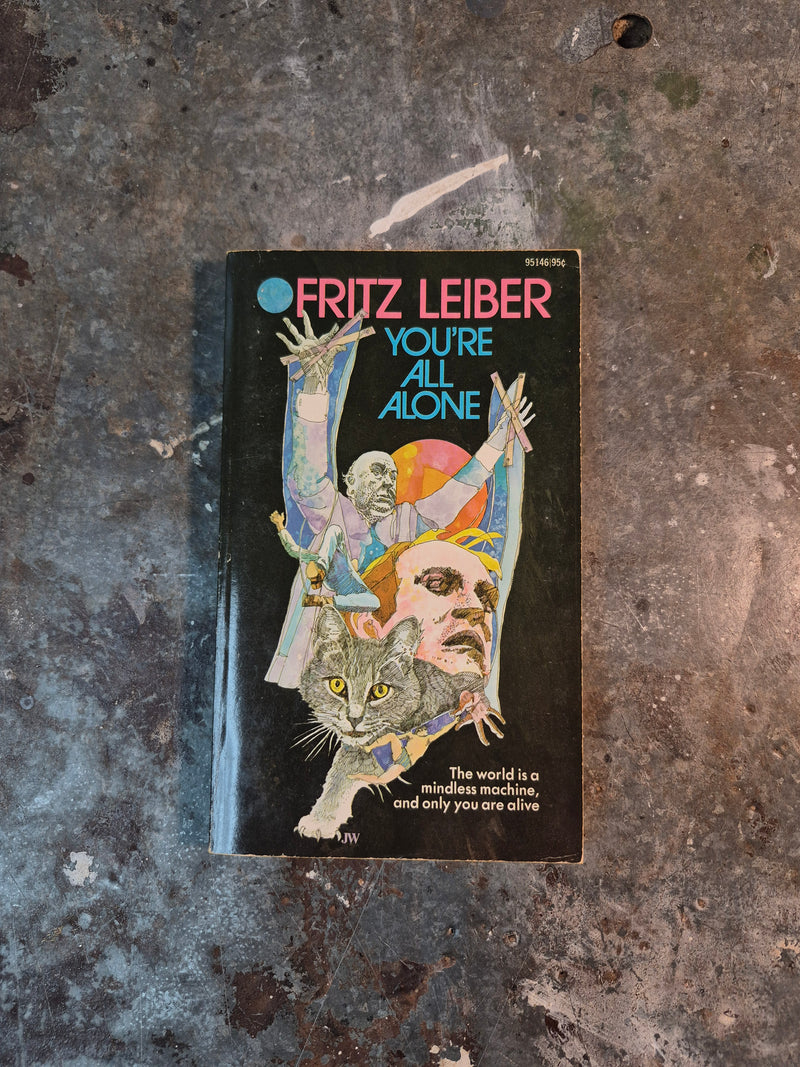 95146|95¢
FRITZ LEIBER
YOU'RE
ALL
ALONE
The world is a
mindless machine,
and only you are alive
JW